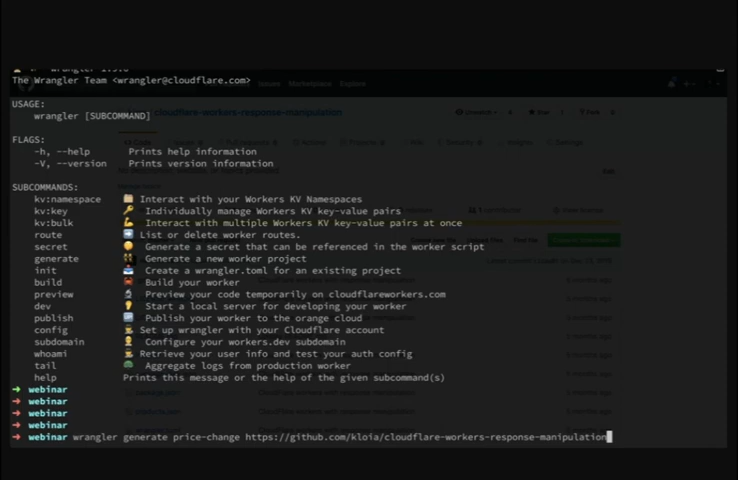 The Wrangler Team <wrangler@cloudflare.com>
Issues Marketplace Explore
USAGE:
cloudflare-workers-response-manipulation
wrangler [SUBCOMMAND]
FLAGS:
-h, --help Prints help information
-V, --version Prints version information
SUBCOMMANDS:
kv:namespace Interact with your Workers KV Namespaces
kv:key Individually manage Workers KV key-value pairs
kv:bulk Interact with multiple Workers KV key-value pairs at once
route List or delete worker routes.
secret Generate a secret that can be referenced in the worker script
generate Generate a new worker project
init Create a wrangler.toml for an existing project
build Build your worker
preview Preview your code temporarily on cloudflareworkers.com
dev Start a local server for developing your worker
publish Publish your worker to the orange cloud
config Set up wrangler with your Cloudflare account
subdomain Configure your workers.dev subdomain
whoami Retrieve your user info and test your auth config
tail Aggregate logs from production worker
help Prints this message or the help of the given subcommand(s)
→ webinar
→ webinar
→ webinar
→ webinar
→ webinar wrangler generate price-change https://github.com/kloia/cloudflare-workers-response-manipulation